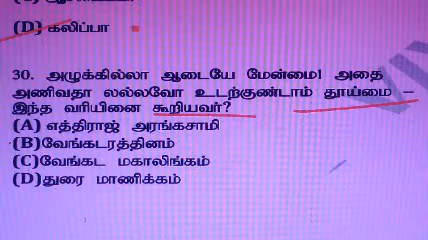 (D) கலிப்பா
30. அழுக்கில்லா ஆடையே மேன்மை! அதை
அணிவதா லல்லவோ உடற்குண்டாம் தூய்மை –
இந்த வரியினை கூறியவர்?
(A) எத்திராஜ் அரங்கசாமி
(B)வேங்கடரத்தினம்
(C)வேங்கட மகாலிங்கம்
(D)துரை மாணிக்கம்